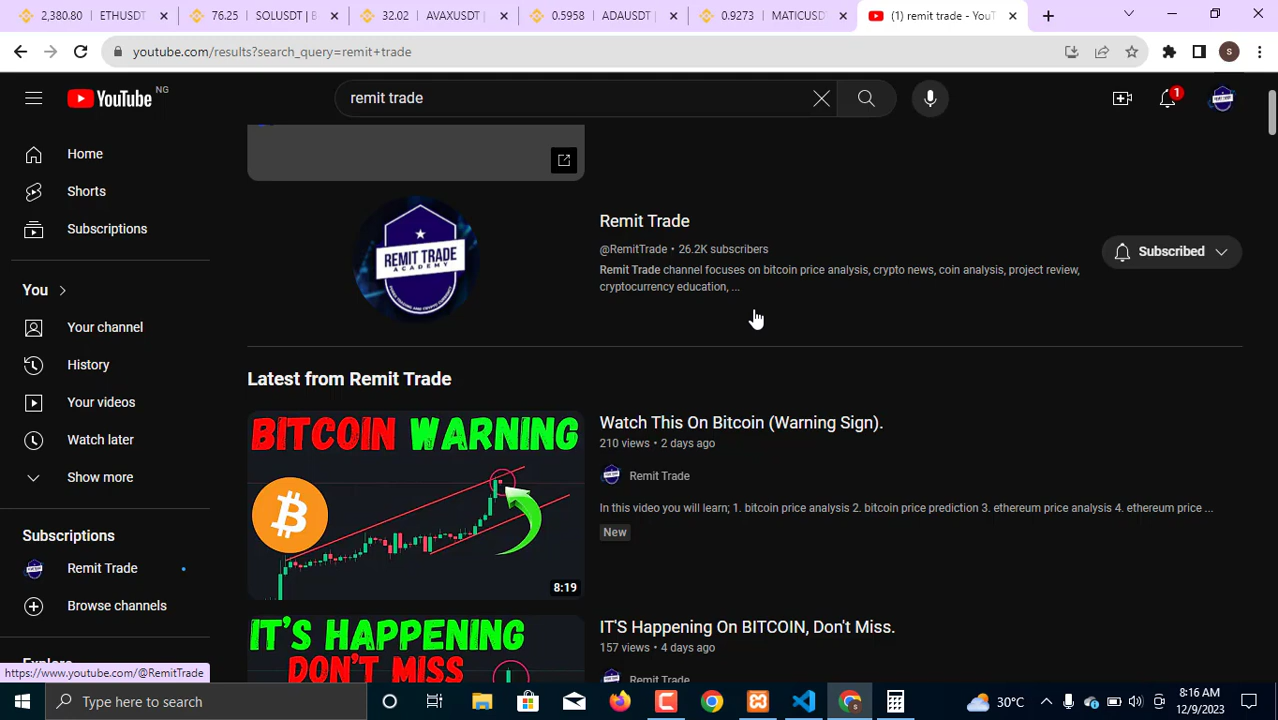 2,380.80 ETHUSDT |
76.25 SOLUSDT | B
32.02 AVAXUSDT |
0.5958 ADAUSDT |
0.9273 MATICUSD
(1) remit trade - YouT
youtube.com/results?search_query=remit+trade
S
YouTube NG
remit trade
1
Home
Shorts
Subscriptions
You
Your channel
History
Your videos
Watch later
Show more
Subscriptions
Remit Trade
Browse channels
Explore
REMIT TRADE
ACADEMY
Remit Trade
@RemitTrade • 26.2K subscribers
Remit Trade channel focuses on bitcoin price analysis, crypto news, coin analysis, project review,
cryptocurrency education, ...
Subscribed
Latest from Remit Trade
BITCOIN WARNING
8:19
Watch This On Bitcoin (Warning Sign).
210 views • 2 days ago
Remit Trade
In this video you will learn; 1. bitcoin price analysis 2. bitcoin price prediction 3. ethereum price analysis 4. ethereum price ...
New
IT'S HAPPENING
DON'T MISS
IT'S Happening On BITCOIN, Don't Miss.
157 views • 4 days ago
Remit Trade
https://www.youtube.com/@RemitTrade
Type here to search
30°C
8:16 AM
12/9/2023